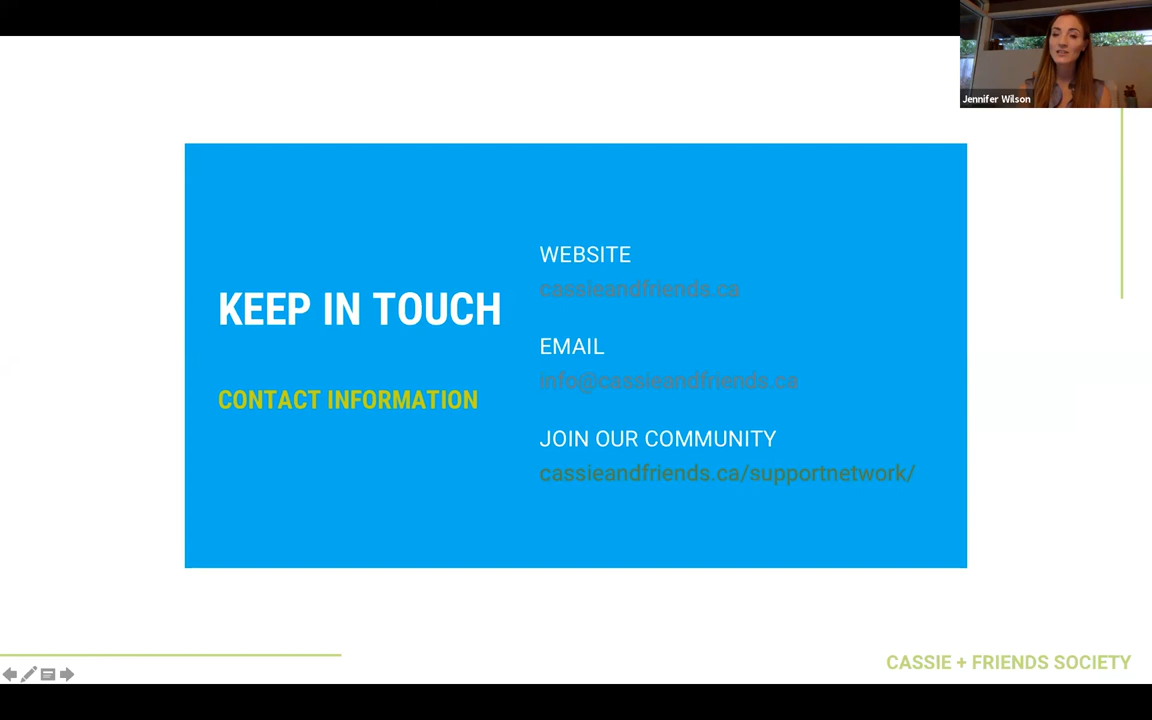 Jennifer Wilson
KEEP IN TOUCH
CONTACT INFORMATION
WEBSITE
cassieandfriends.ca
EMAIL
info@cassieandfriends.ca
JOIN OUR COMMUNITY
cassieandfriends.ca/supportnetwork/
CASSIE + FRIENDS SOCIETY